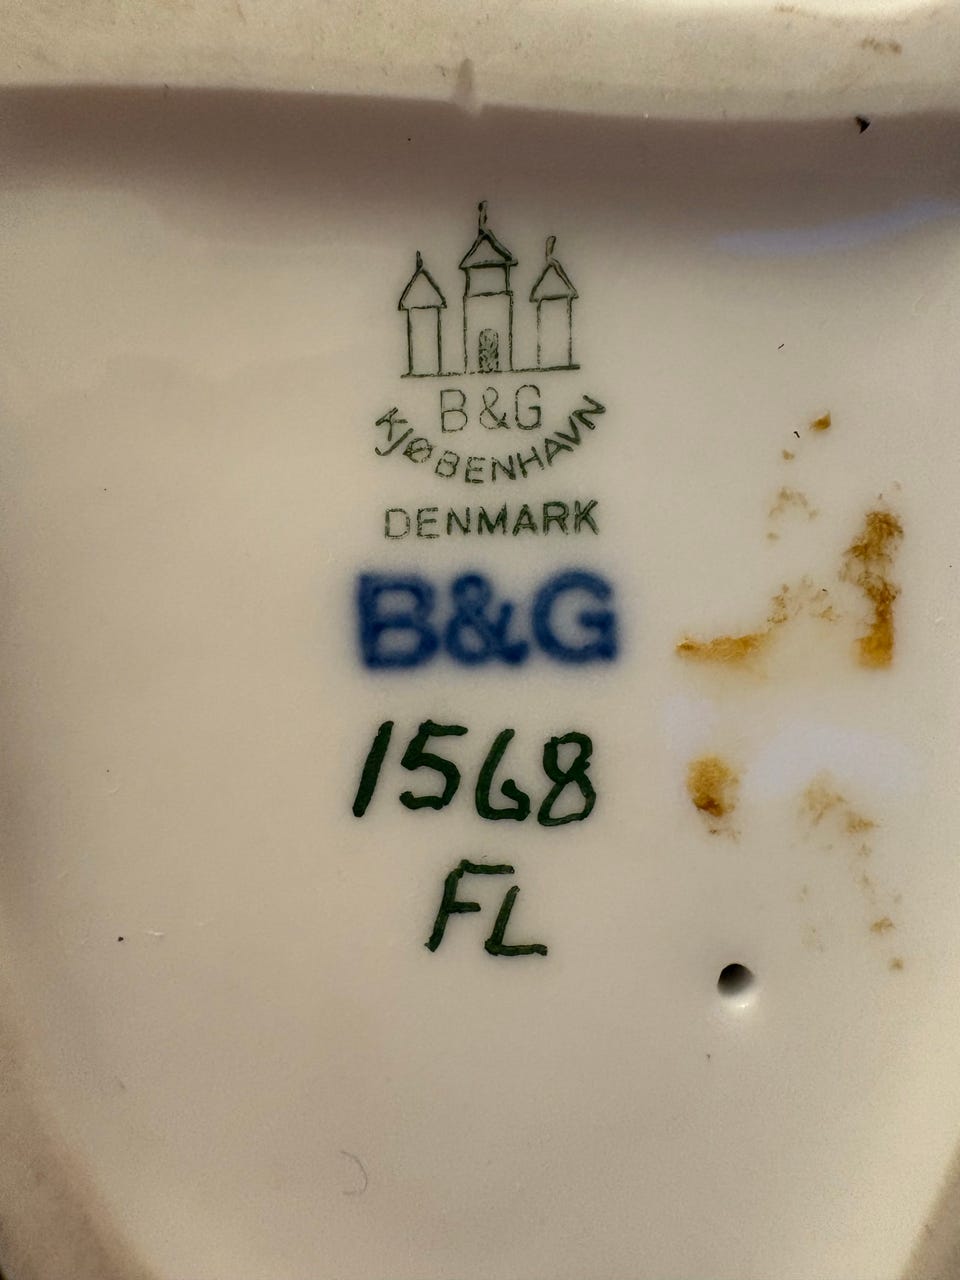 B&G
KJØBENHAVN
DENMARK
B&G
1568
FL